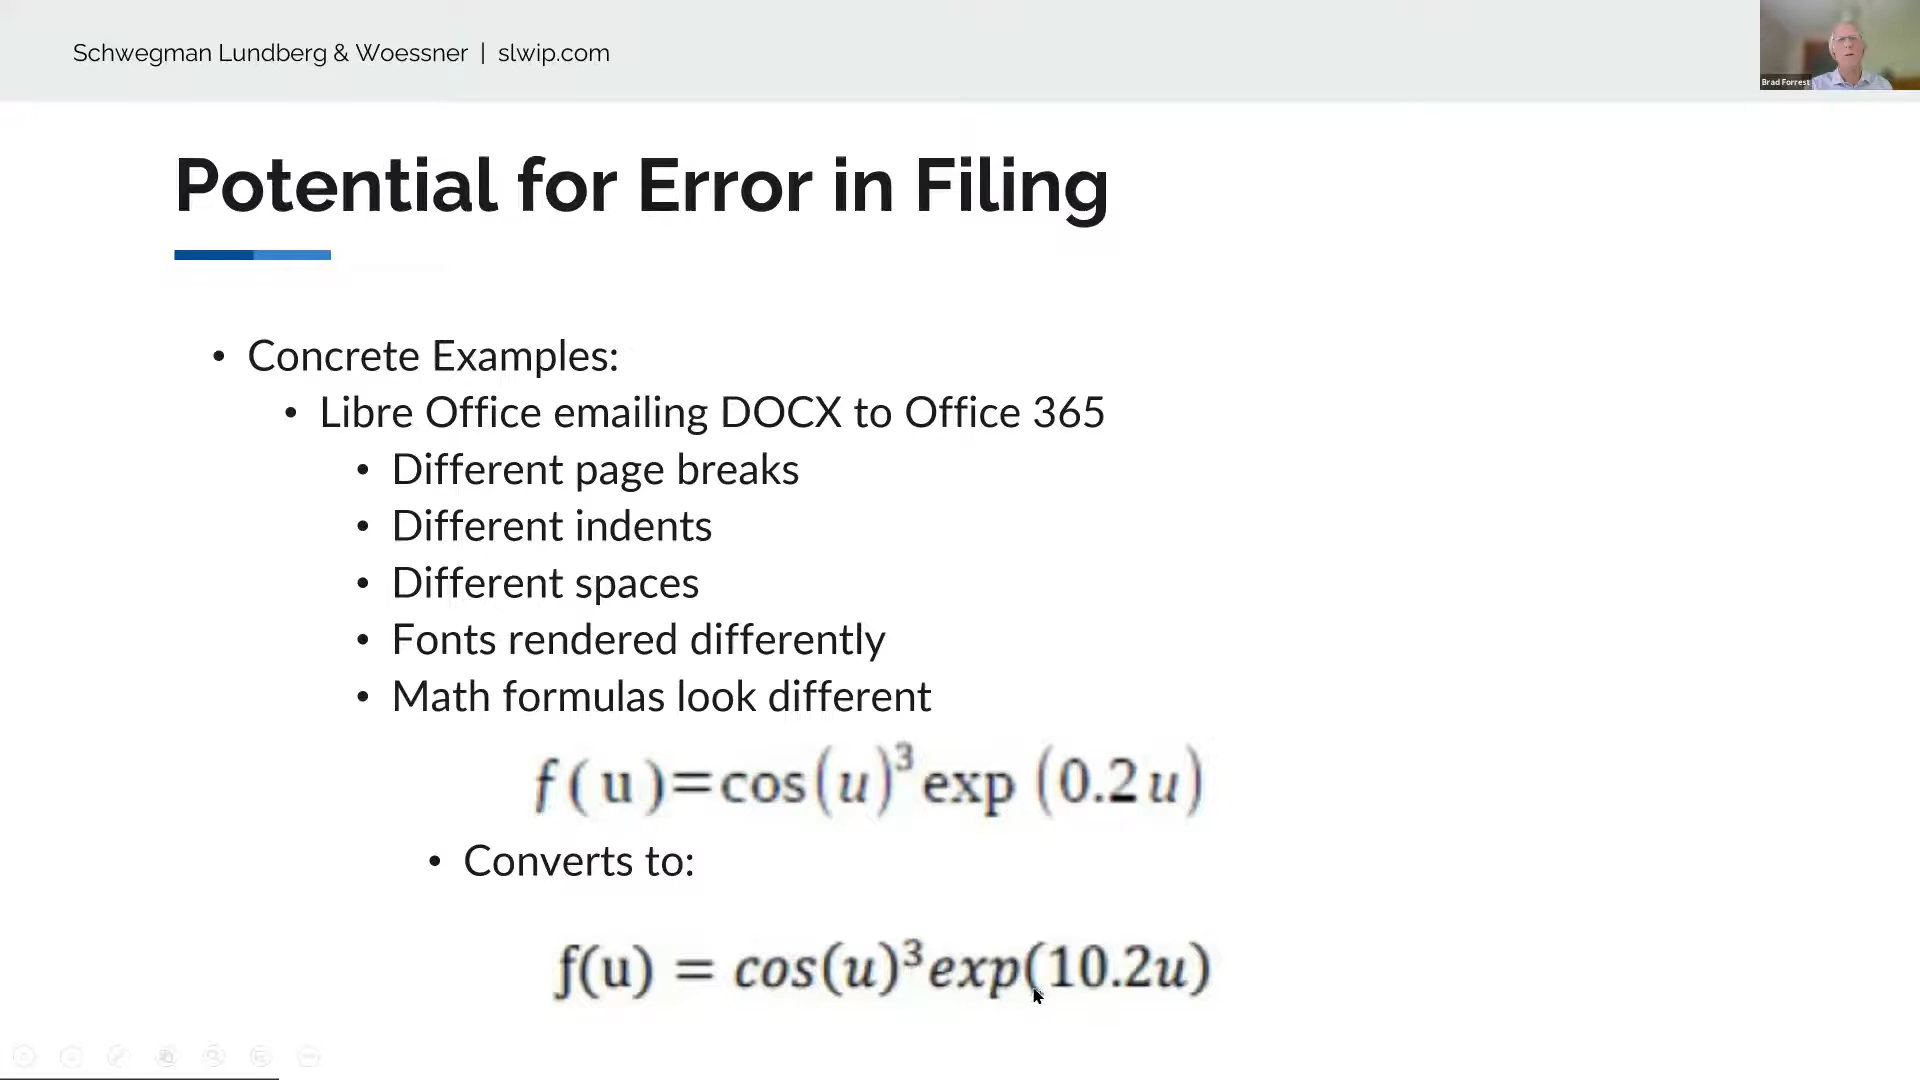 Schwegman Lundberg & Woessner | slwip.com
Brad Forrest
Potential for Error in Filing
• Concrete Examples:
• Libre Office emailing DOCX to Office 365
• Different page breaks
• Different indents
• Different spaces
• Fonts rendered differently
• Math formulas look different
f(u)=cos(u)³exp(0.2u)
• Converts to:
f(u) = cos(u)³exp(10.2u)